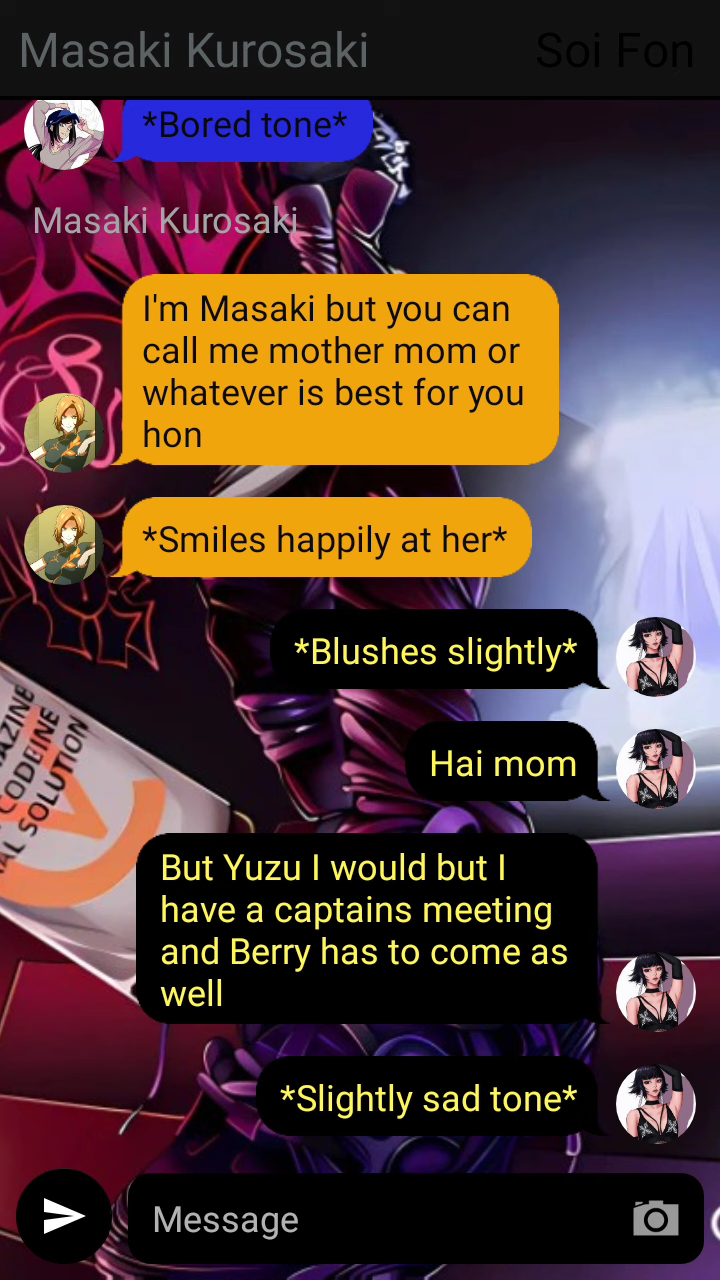 Masaki Kurosaki Soi Fon
*Bored tone*
Masaki Kurosaki
I'm Masaki but you can
call me mother mom or
whatever is best for you
hon
*Smiles happily at her*
*Blushes slightly*
Hai mom
But Yuzu I would but I
have a captains meeting
and Berry has to come as
well
*Slightly sad tone*
AZINE
CODEINE
AL SOLUTION
Message